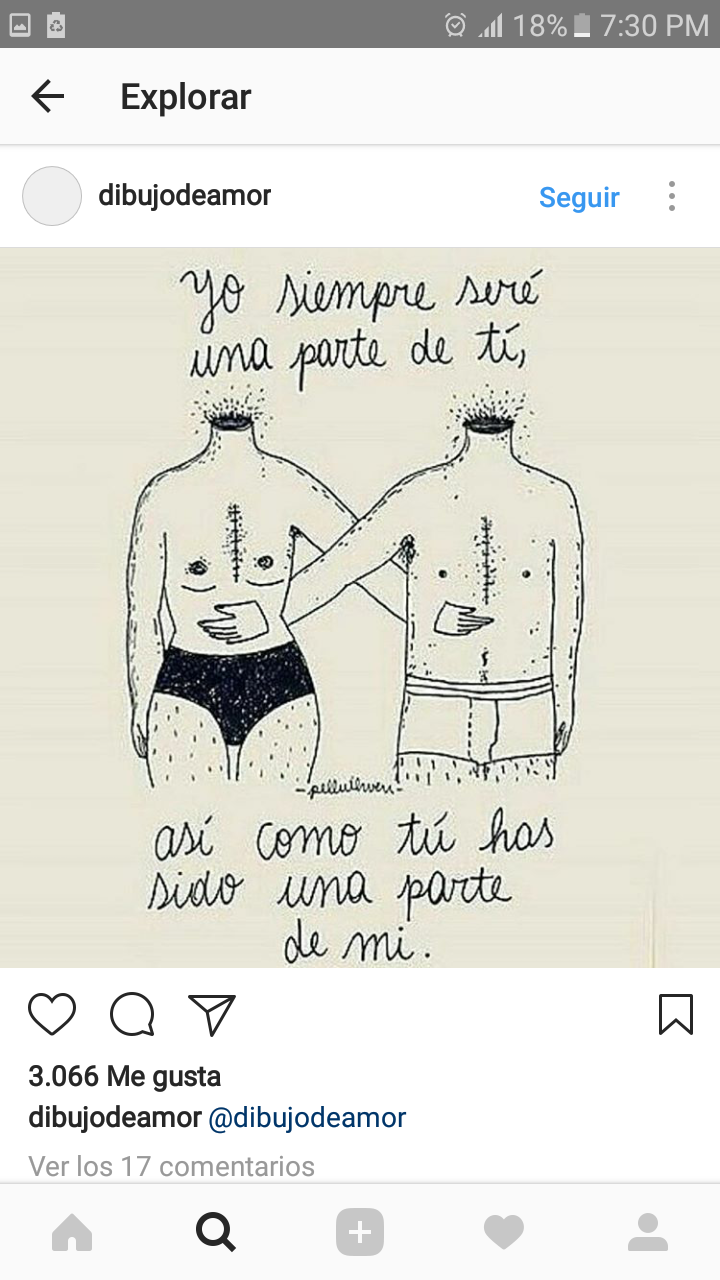 18% 7:30 PM
Explorar
dibujodeamor
Seguir
yo siempre seré
una parte de tí,
así como tú has
sido una parte
de mi.
3.066 Me gusta
dibujodeamor @dibujodeamor
Ver los 17 comentarios